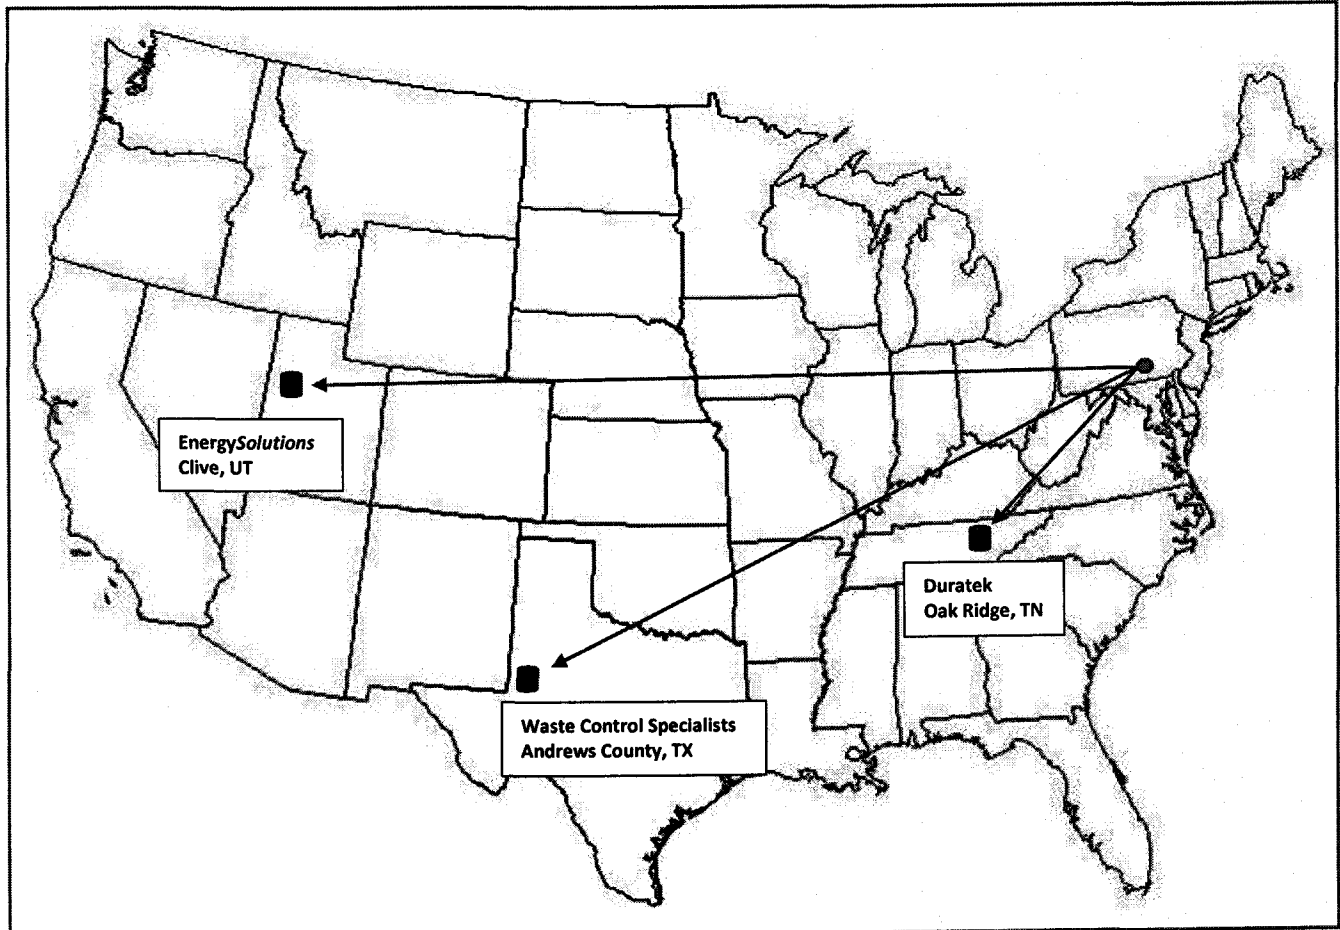 EnergySolutions
Clive, UT
Duratek
Oak Ridge, TN
Waste Control Specialists
Andrews County, TX